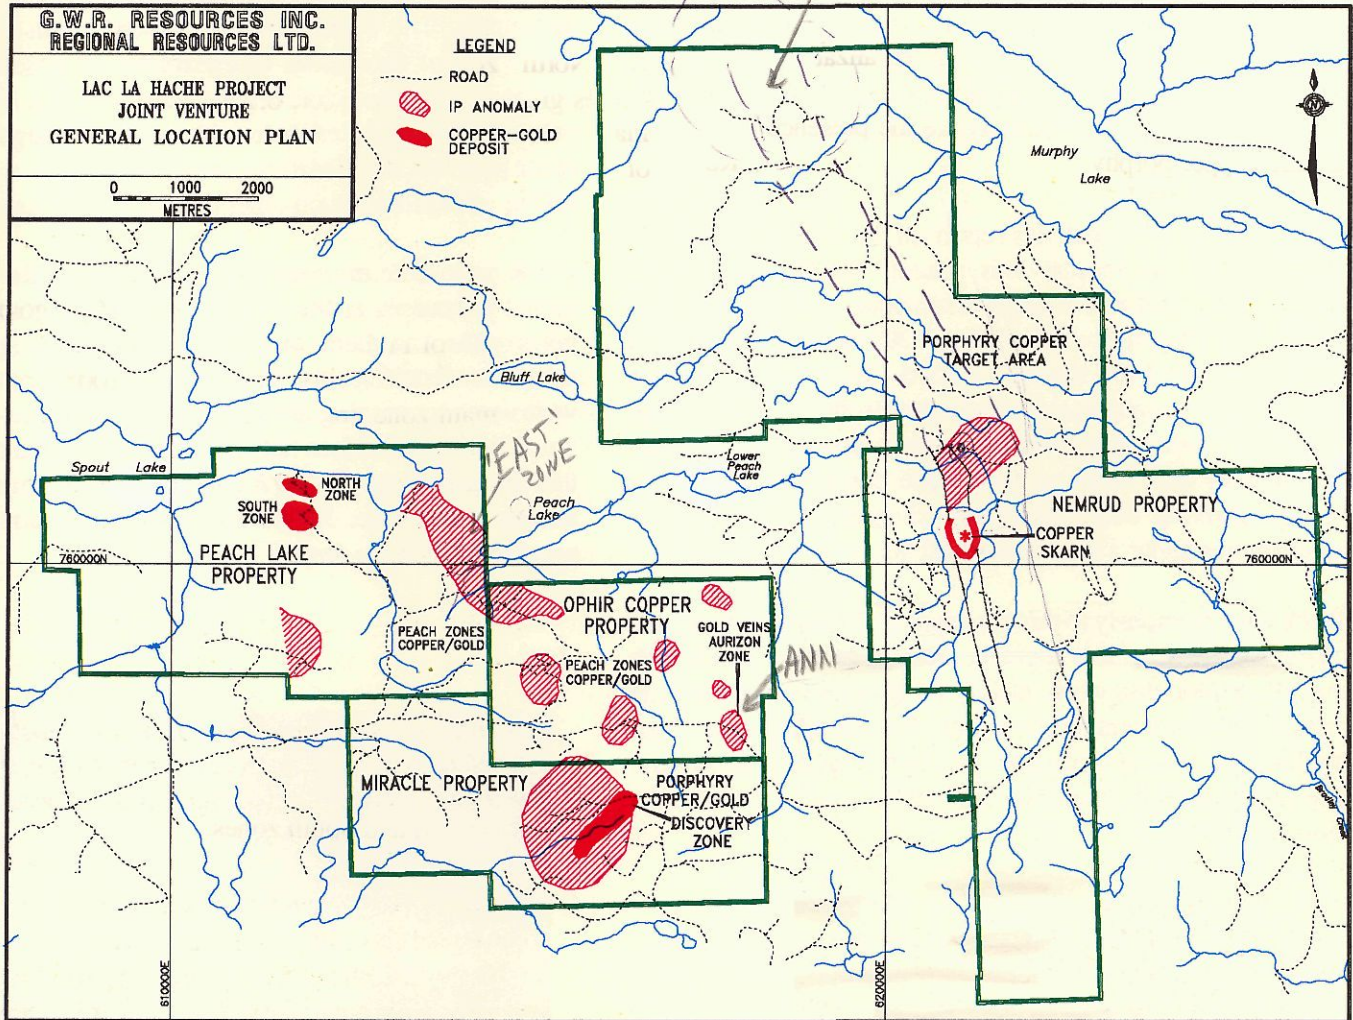 G.W.R. RESOURCES INC.
REGIONAL RESOURCES LTD.
LAC LA HACHE PROJECT
JOINT VENTURE
GENERAL LOCATION PLAN
0 1000 2000
METRES
LEGEND
ROAD
IP ANOMALY
COPPER-GOLD
DEPOSIT
Murphy
Lake
PORPHYRY COPPER
TARGET AREA
Bluff Lake
"EAST"
ZONE
Lower
Peach
Lake
Spout Lake
NORTH
ZONE
SOUTH
ZONE
Peach
Lake
NEMRUD PROPERTY
COPPER
SKARN
PEACH LAKE
PROPERTY
760000N
760000N
OPHIR COPPER
PROPERTY
PEACH ZONES
COPPER/GOLD
GOLD VEINS
AURIZON
ZONE
PEACH ZONES
COPPER/GOLD
ANN
MIRACLE PROPERTY
PORPHYRY
COPPER/GOLD
DISCOVERY
ZONE
Bradley Creek
610000E
620000E